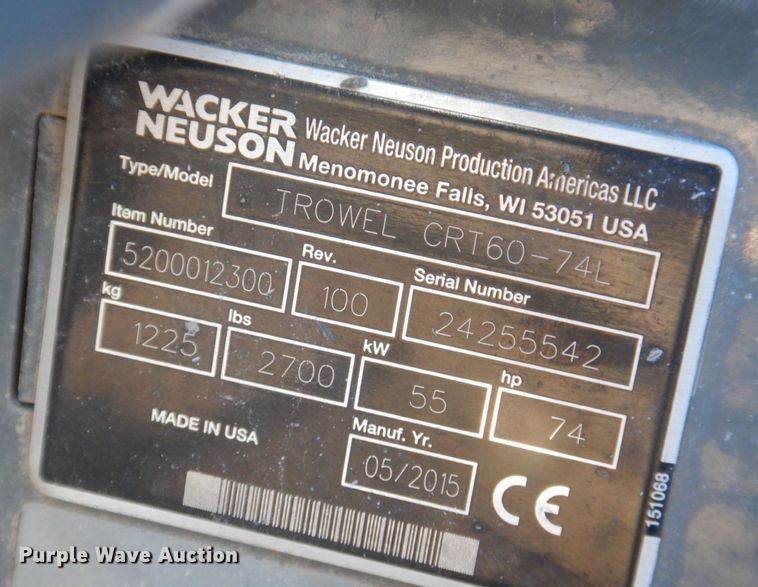 WACKER
NEUSON
Wacker Neuson Production Americas LLC
Menomonee Falls, WI 53051 USA
Type/Model
TROWEL CRT60-74L
Item Number
5200012300
Rev.
100
Serial Number
24255542
kg
1225
lbs
2700
kW
55
hp
74
MADE IN USA
Manuf. Yr.
05/2015
CE
151068
Purple Wave Auction